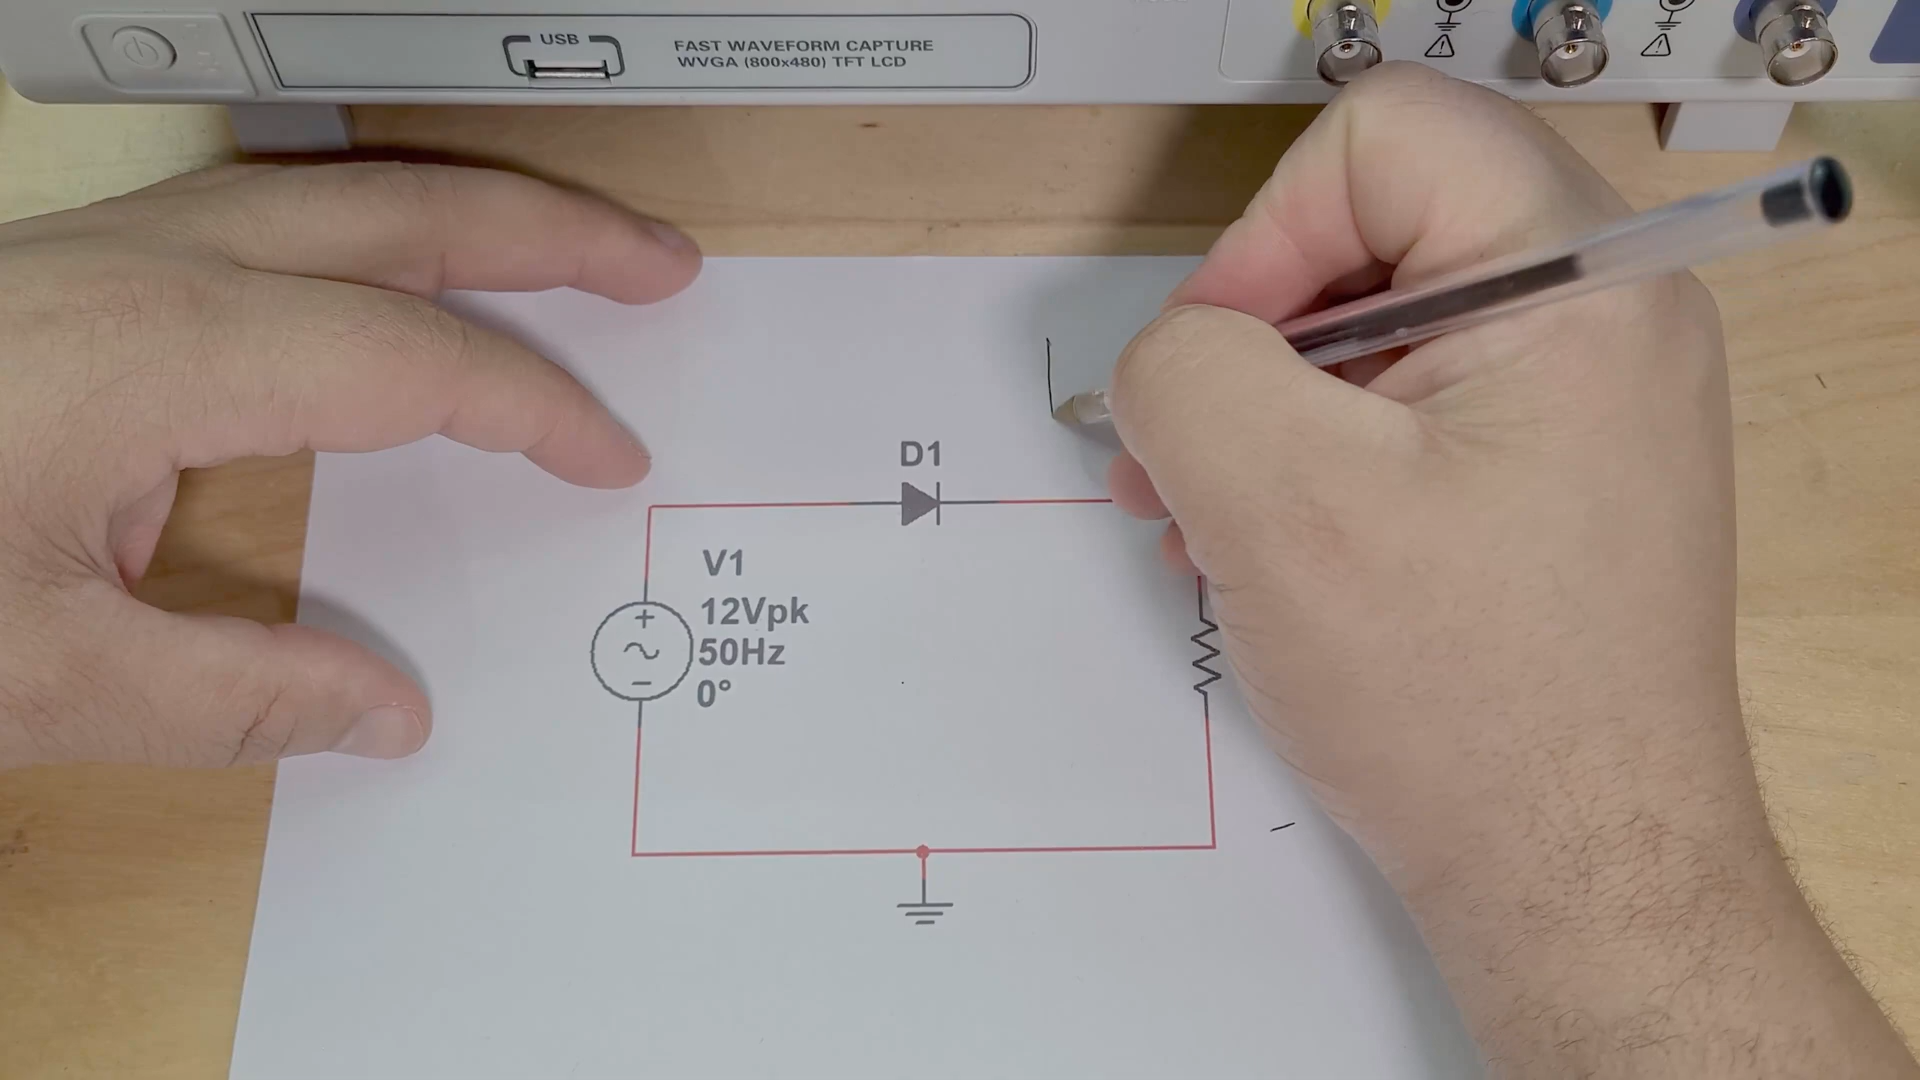 USB
FAST WAVEFORM CAPTURE
WVGA (800x480) TFT LCD
D1
V1
12Vpk
50Hz
0°